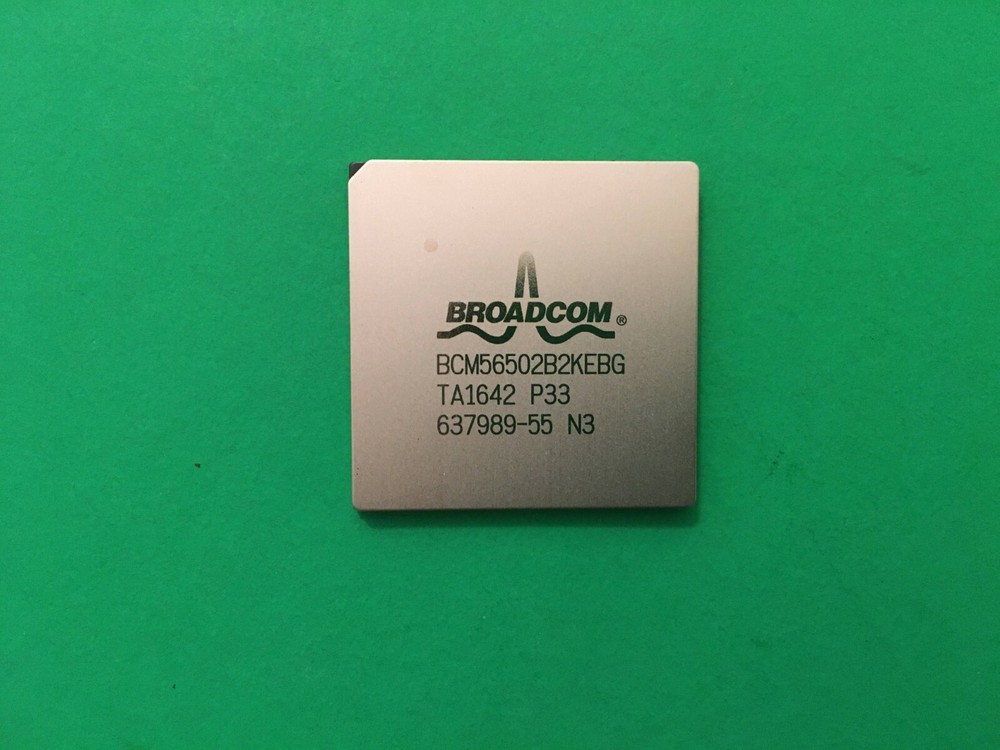 BROADCOM®
BCM56502B2KEBG
TA1642 P33
637989-55 N3